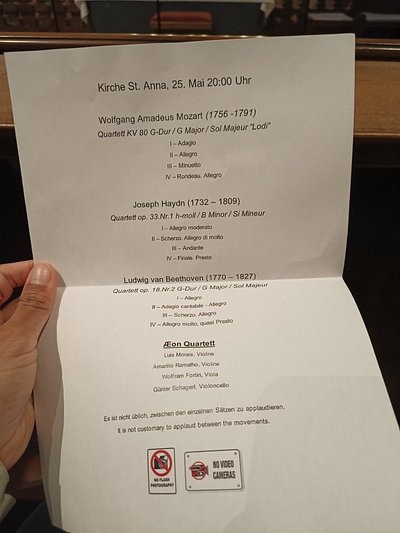 Kirche St. Anna, 25. Mai 20:00 Uhr
Wolfgang Amadeus Mozart (1756 -1791)
Quartett KV 80 G-Dur / G Major / Sol Majeur "Lodi"
I – Adagio
II – Allegro
III – Minuetto
IV – Rondeau. Allegro
Joseph Haydn (1732 – 1809)
Quartett op. 33.Nr.1 h-moll / B Minor / Si Mineur
I – Allegro moderato
II – Scherzo. Allegro di molto
III – Andante
IV – Finale. Presto
Ludwig van Beethoven (1770 – 1827)
Quartett op. 18.Nr.2 G-Dur / G Major / Sol Majeur
I – Allegro
II – Adagio cantabile - Allegro
III – Scherzo. Allegro
IV – Allegro molto, quasi Presto
Æon Quartett
Luis Morais, Violine
Amarilio Ramalho, Violine
Wolfram Fortin, Viola
Günter Schagerl, Violoncello
Es ist nicht üblich, zwischen den einzelnen Sätzen zu applaudieren.
It is not customary to applaud between the movements.
NO FLASH
PHOTOGRAPHY
NO VIDEO
CAMERAS